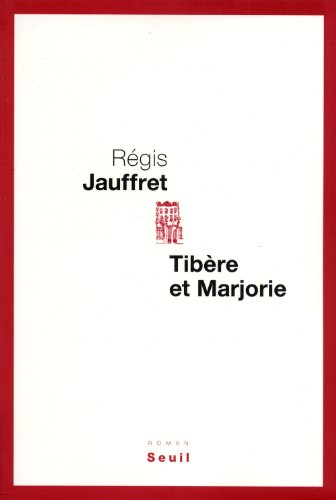 Régis
Jauffret
Tibère
et Marjorie
ROMAN
Seuil